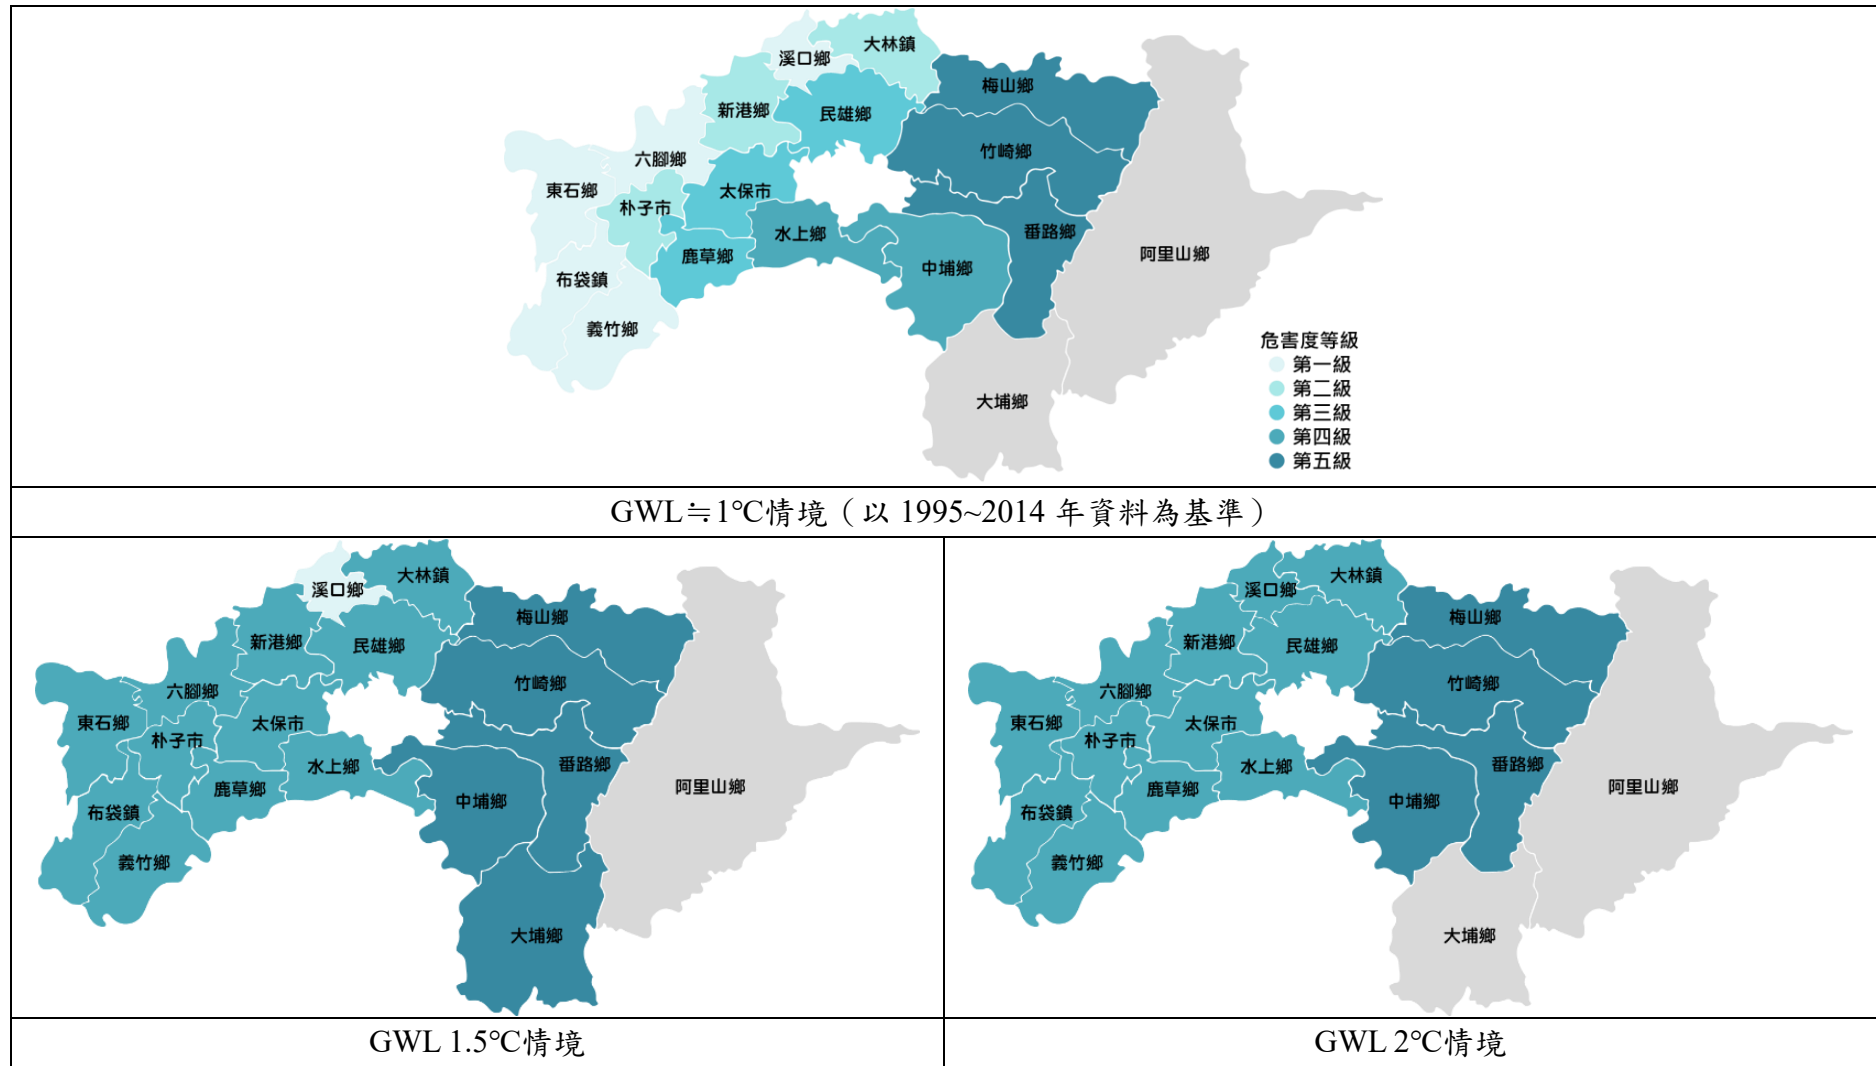 大林鎮
溪口鄉
梅山鄉
新港鄉
民雄鄉
竹崎鄉
六腳鄉
東石鄉
太保市
朴子市
水上鄉
番路鄉
鹿草鄉
中埔鄉
阿里山鄉
布袋鎮
義竹鄉
大埔鄉
危害度等級
第一級
第二級
第三級
第四級
第五級
GWL≒1°C情境（以 1995~2014 年資料為基準）
大林鎮
溪口鄉
梅山鄉
新港鄉
民雄鄉
竹崎鄉
六腳鄉
東石鄉
太保市
朴子市
水上鄉
番路鄉
鹿草鄉
中埔鄉
阿里山鄉
布袋鎮
義竹鄉
大埔鄉
GWL 1.5°C情境
大林鎮
溪口鄉
梅山鄉
新港鄉
民雄鄉
竹崎鄉
六腳鄉
東石鄉
太保市
朴子市
水上鄉
番路鄉
鹿草鄉
中埔鄉
阿里山鄉
布袋鎮
義竹鄉
大埔鄉
GWL 2°C情境